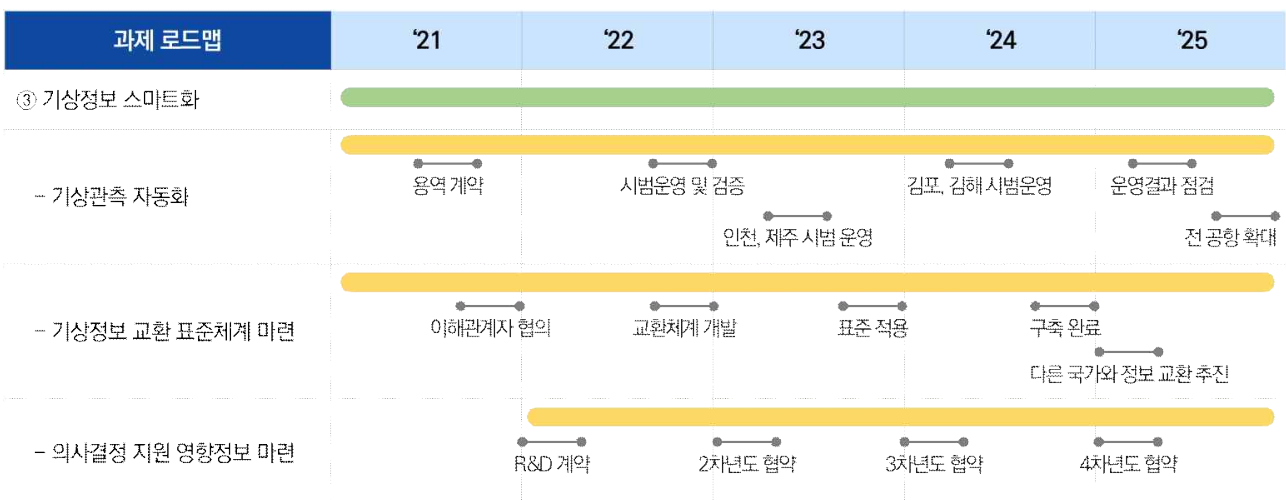 과제 로드맵 ‘21 ‘22 ‘23 ‘24 ‘25
③ 기상정보 스마트화
- 기상관측 자동화
용역 계약 시범운영 및 검증 김포, 김해 시범운영 운영결과 점검
인천, 제주 시범 운영 전 공항 확대
- 기상정보 교환 표준체계 마련
이해관계자 협의 교환체계 개발 표준 적용 구축 완료
다른 국가와 정보 교환 추진
- 의사결정 지원 영향정보 마련
R&D 계약 2차년도 협약 3차년도 협약 4차년도 협약